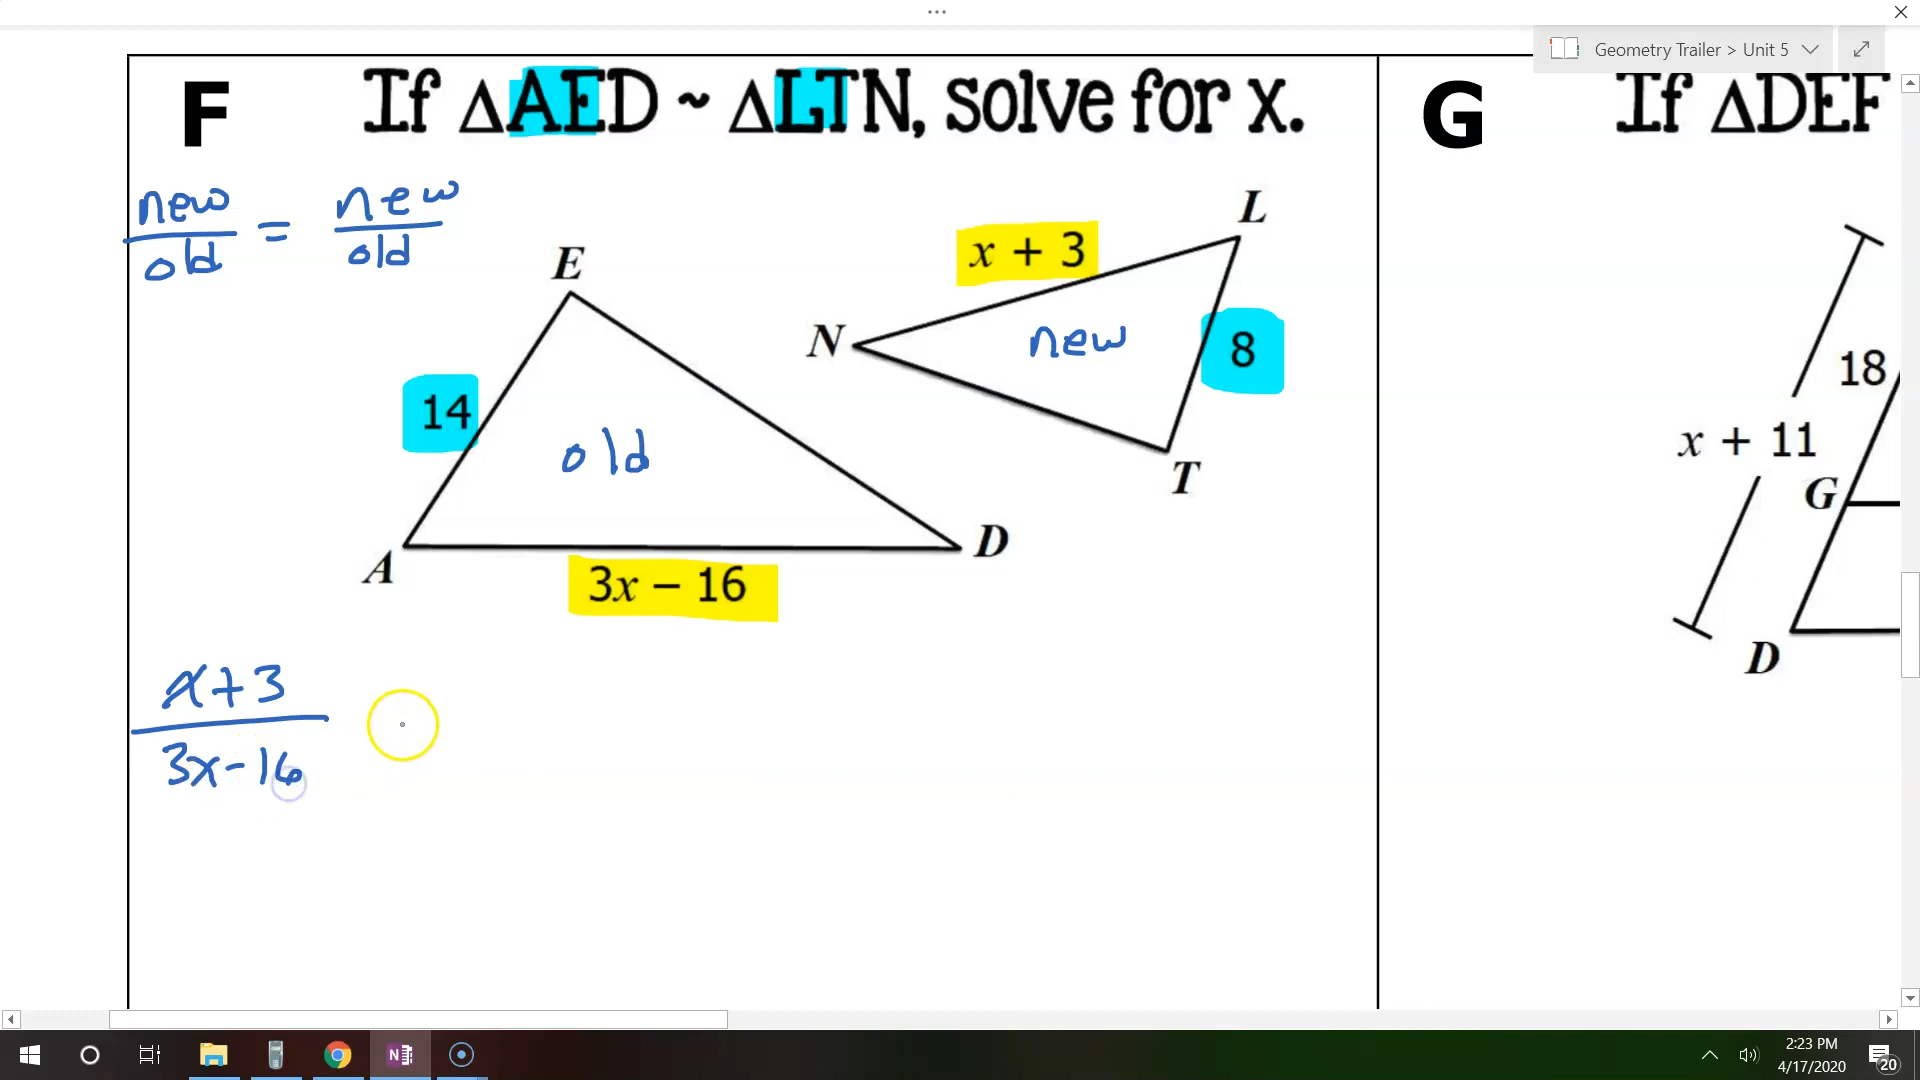 Geometry Trailer > Unit 5
F
If ΔAED ~ ΔLTN, solve for x.
G
If ΔDEF
new/old = new/old
L
x + 3
E
N
new
8
18
14
old
x + 11
T
G
A
D
3x − 16
D
x+3
3x-16
2:23 PM
4/17/2020
20